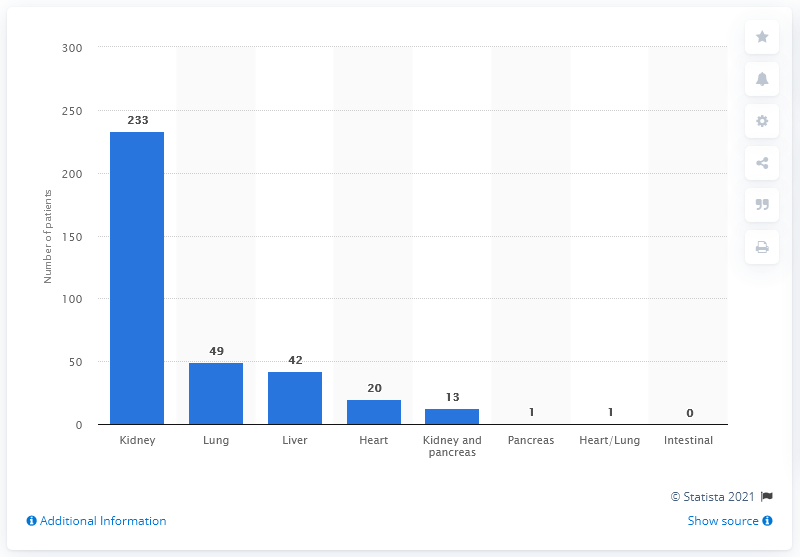 300
250
200
150
100
50
0
Number of patients
233
49
42
20
13
1
1
0
Kidney
Lung
Liver
Heart
Kidney and
pancreas
Pancreas
Heart/Lung
Intestinal
© Statista 2021
Additional Information
Show source